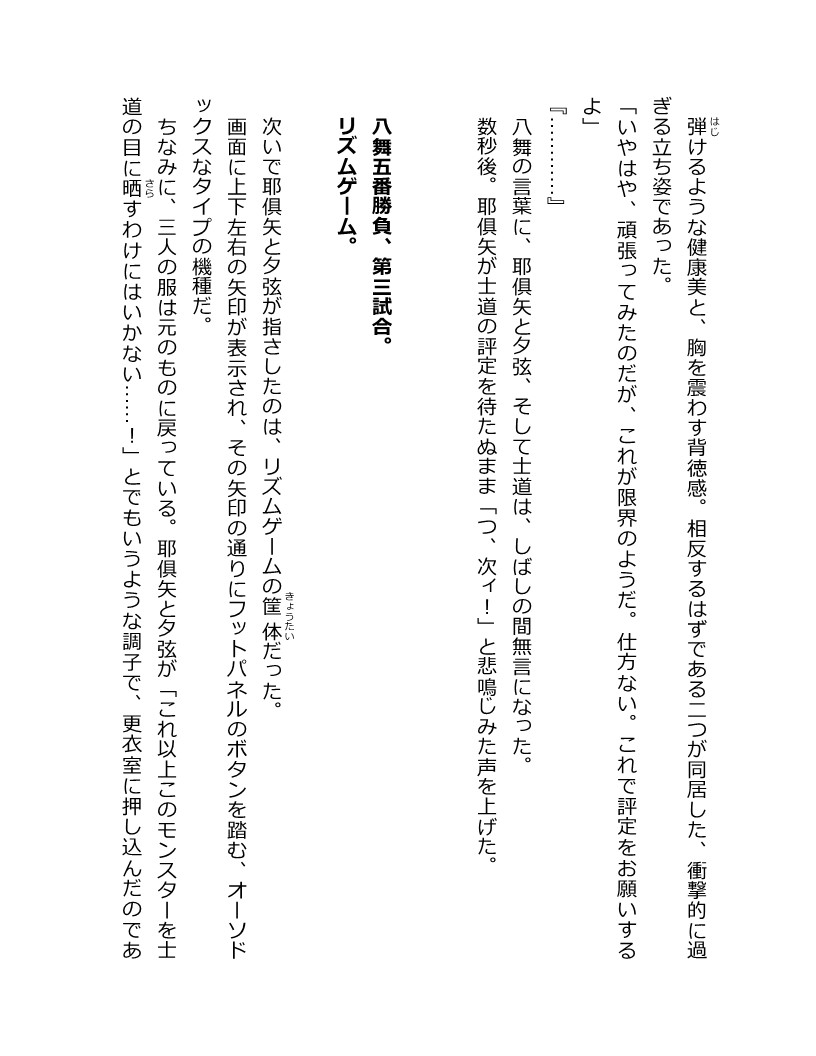 弾けるような健康美と、胸を震わす背徳感。相反するはずである二つが同居した、衝撃的に過
はじ
ぎる立ち姿であった。
「いやはや、頑張ってみたのだが、これが限界のようだ。仕方ない。これで評定をお願いする
よ」
『…………』
八舞の言葉に、耶倶矢と夕弦、そして士道は、しばしの間無言になった。
数秒後。耶倶矢が士道の評定を待たぬまま「つ、次ィ！」と悲鳴じみた声を上げた。
八舞五番勝負、第三試合。
リズムゲーム。
次いで耶倶矢と夕弦が指さしたのは、リズムゲームの筐体だった。
きょうたい
画面に上下左右の矢印が表示され、その矢印の通りにフットパネルのボタンを踏む、オーソド
ックスなタイプの機種だ。
ちなみに、三人の服は元のものに戻っている。耶倶矢と夕弦が「これ以上このモンスターを士
道の目に晒すわけにはいかない……！」とでもいうような調子で、更衣室に押し込んだのであ
さら